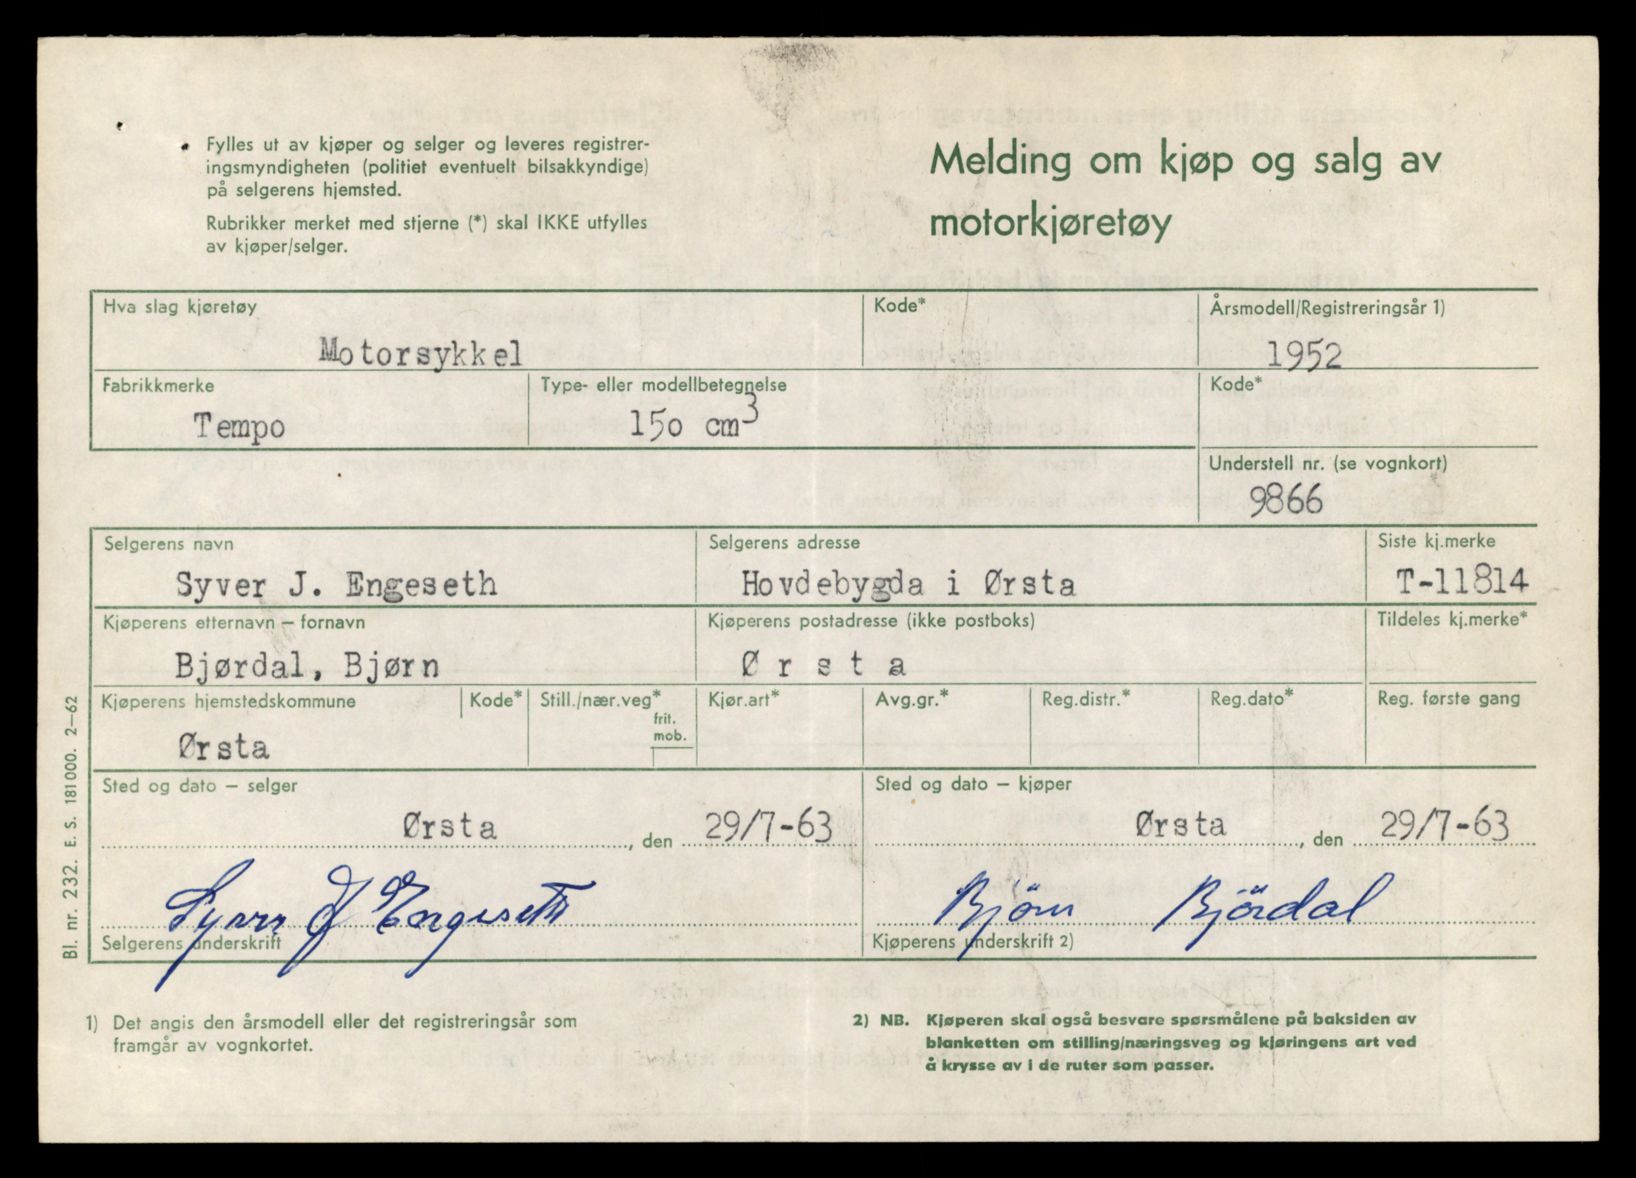 Fylles ut av kjøper og selger og leveres registrer-
ingsmyndigheten (politiet eventuelt bilsakkyndige)
på selgerens hjemsted.
Rubrikker merket med stjerne (*) skal IKKE utfylles
av kjøper/selger.
Melding om kjøp og salg av
motorkjøretøy
Hva slag kjøretøy
Kode*
Årsmodell/Registreringsår 1)
Motorsykkel
1952
Fabrikkmerke
Type- eller modellbetegnelse
Kode*
Tempo
150 cm3
Understell nr. (se vognkort)
9866
Selgerens navn
Selgerens adresse
Siste kj.merke
Syver J. Engeseth
Hovdebygda i Ørsta
T-11814
Kjøperens etternavn – fornavn
Kjøperens postadresse (ikke postboks)
Tildeles kj.merke*
Bjørdal, Bjørn
Ø r s t a
Kjøperens hjemstedskommune
Kode*
Still./nær.veg*
frit.
mob.
Kjør.art*
Avg.gr.*
Reg.distr.*
Reg.dato*
Reg. første gang
Ørsta
Sted og dato – selger
Sted og dato – kjøper
Ørsta, den 29/7-63
Ørsta, den 29/7-63
Syver J Engeseth
Bjørn Björdal
Selgerens underskrift
Kjøperens underskrift 2)
1) Det angis den årsmodell eller det registreringsår som
framgår av vognkortet.
2) NB. Kjøperen skal også besvare spørsmålene på baksiden av
blanketten om stilling/næringsveg og kjøringens art ved
å krysse av i de ruter som passer.
Bl. nr. 232. E. S. 181000. 2–62